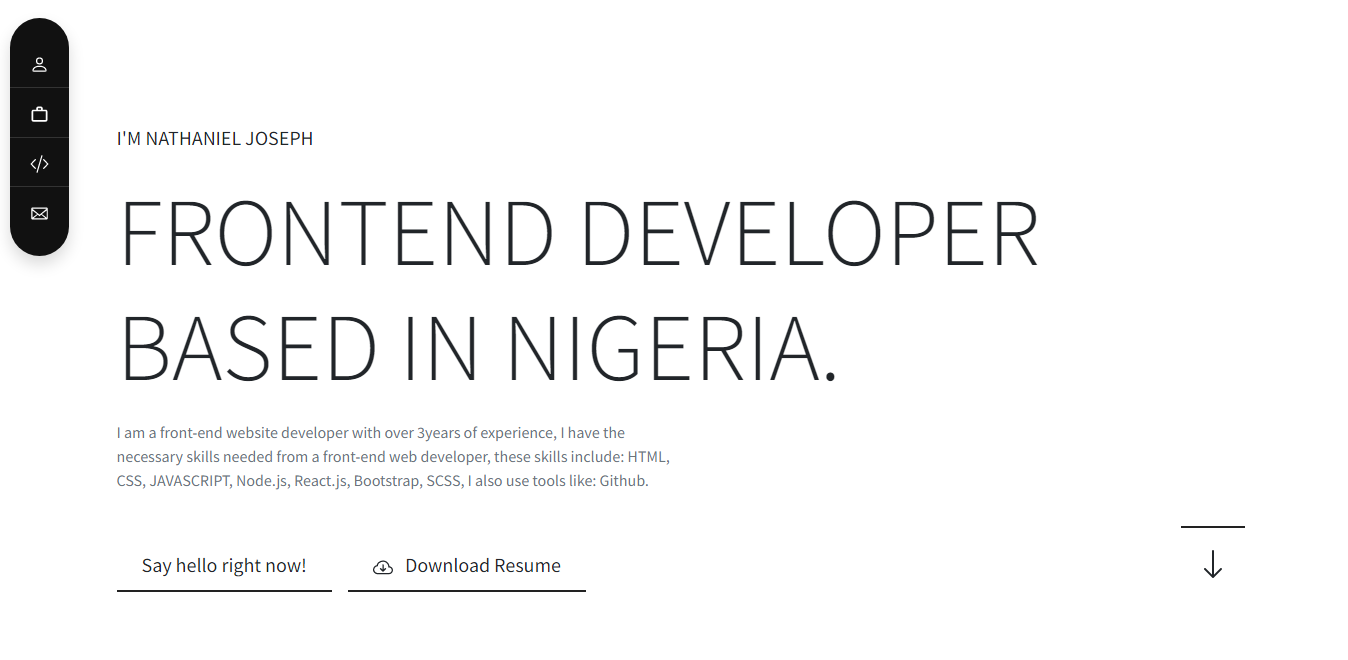 I'M NATHANIEL JOSEPH
FRONTEND DEVELOPER
BASED IN NIGERIA.
I am a front-end website developer with over 3years of experience, I have the
necessary skills needed from a front-end web developer, these skills include: HTML,
CSS, JAVASCRIPT, Node.js, React.js, Bootstrap, SCSS, I also use tools like: Github.
Say hello right now!
Download Resume